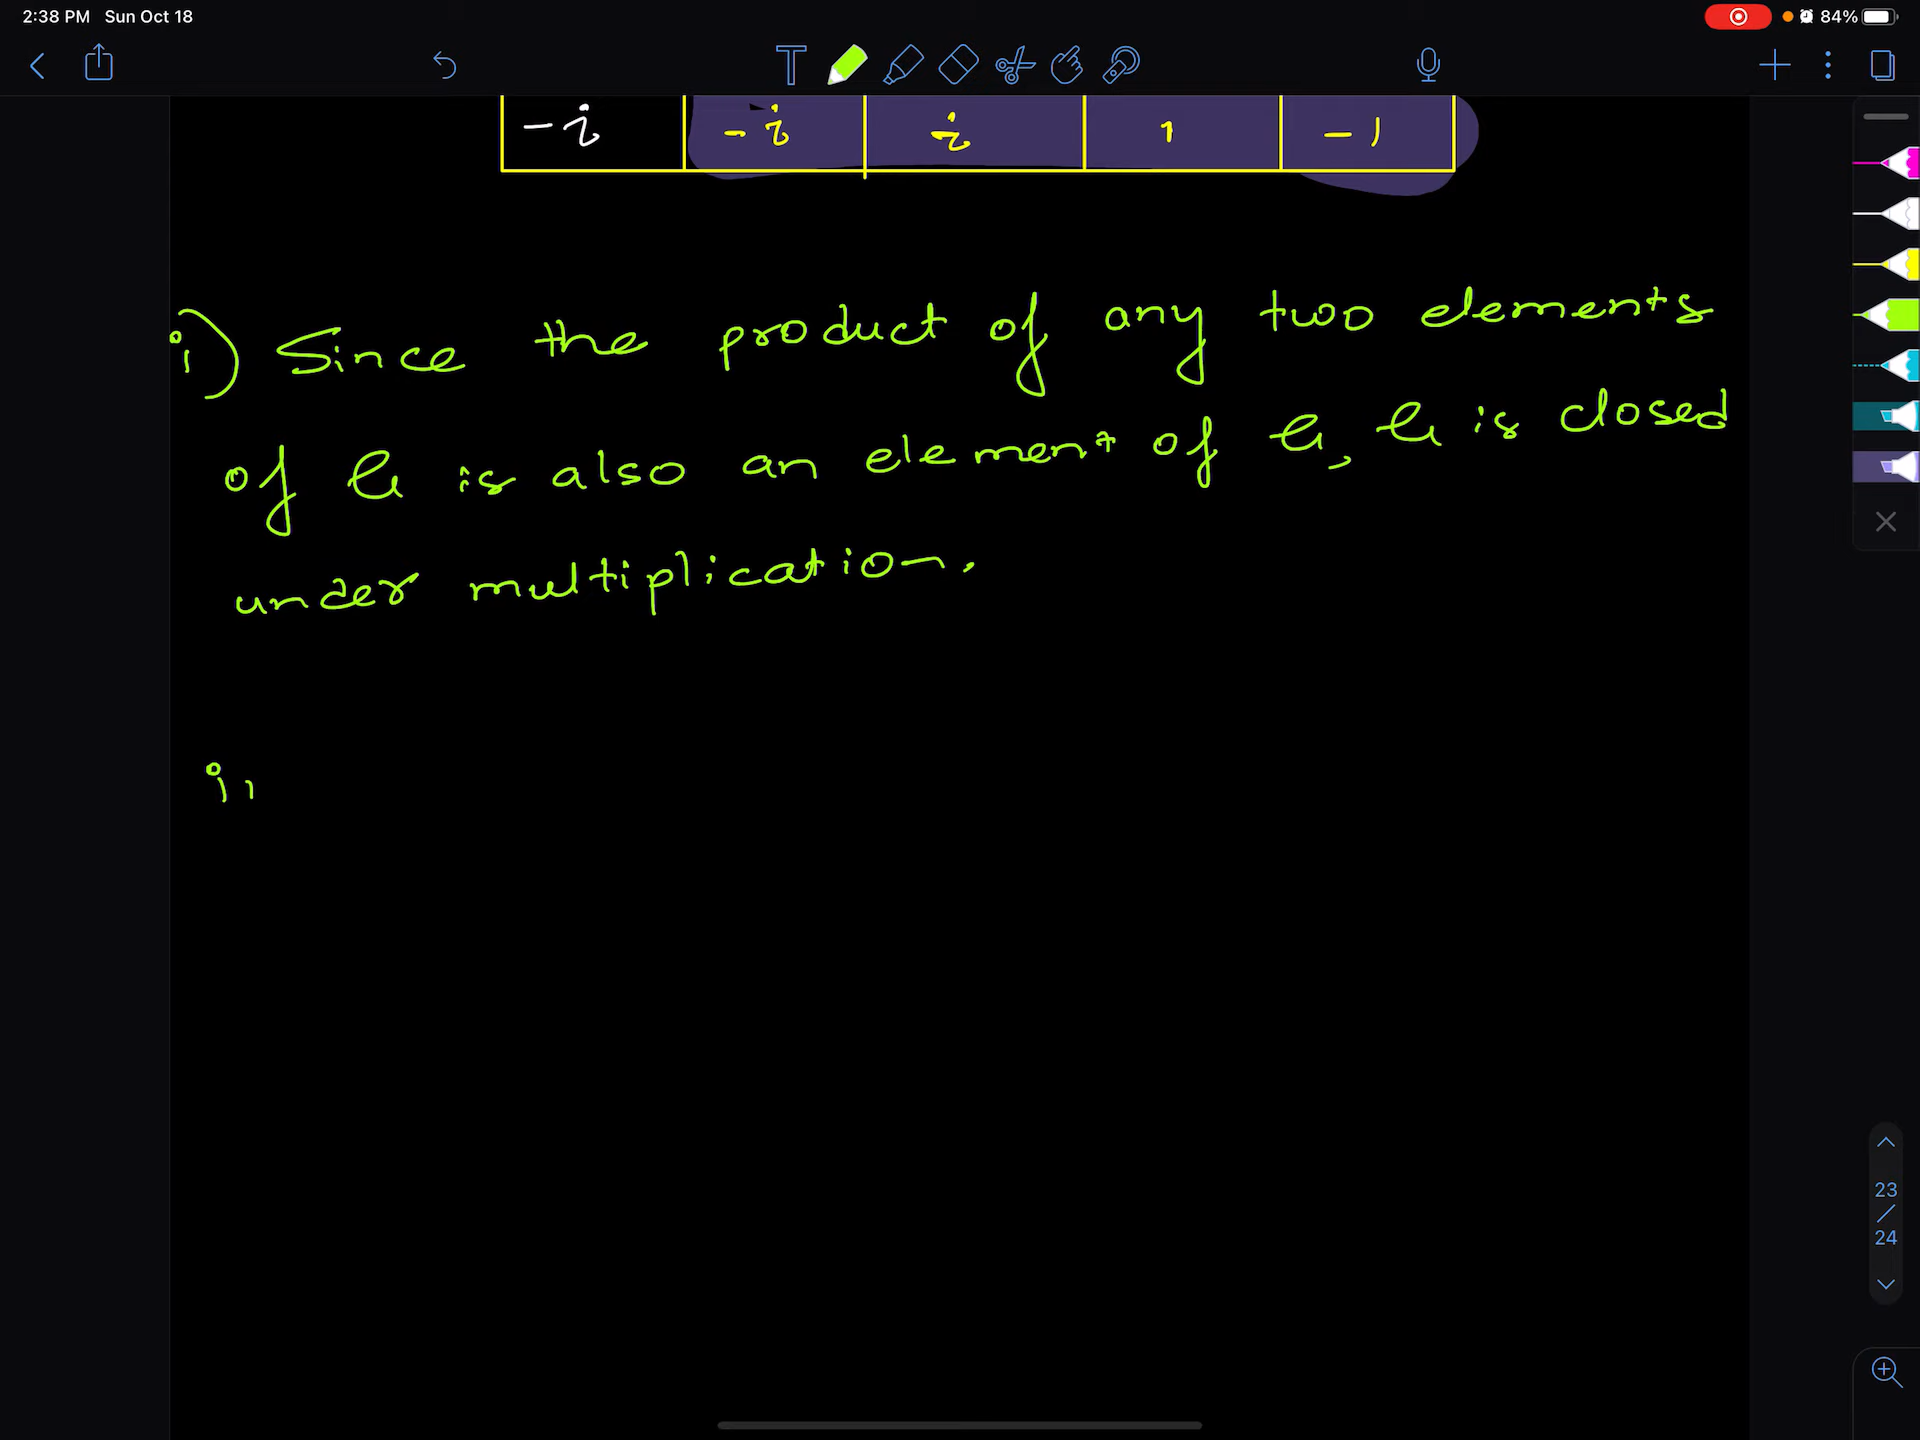 2:38 PM Sun Oct 18
84%
-i -i i 1 -1
i) Since the product of any two elements
of G is also an element of G, G is closed
under multiplication.
ii
23
/
24